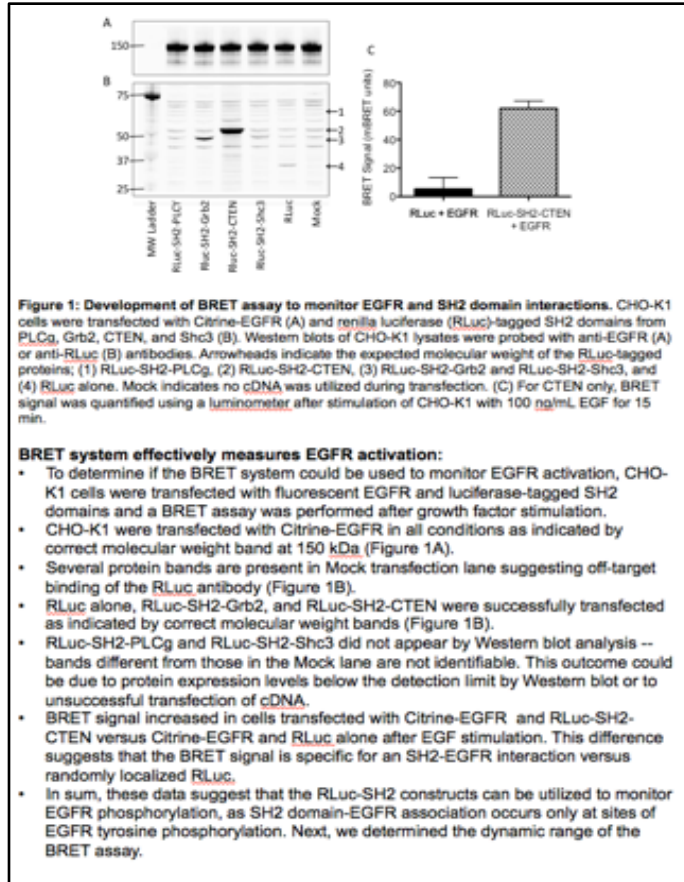 A
150
B
75
50
37
25
1
2
3
4
MW Ladder
RLuc-SH2-PLCY
Rluc-SH2-Grb2
RLuc-SH2-CTEN
RLuc-SH2-Shc3
RLuc
Mock
C
BRET Signal (mBRET units)
80
60
40
20
0
RLuc + EGFR
RLuc-SH2-CTEN
+ EGFR
Figure 1: Development of BRET assay to monitor EGFR and SH2 domain interactions. CHO-K1
cells were transfected with Citrine-EGFR (A) and renilla luciferase (RLuc)-tagged SH2 domains from
PLCg, Grb2, CTEN, and Shc3 (B). Western blots of CHO-K1 lysates were probed with anti-EGFR (A)
or anti-RLuc (B) antibodies. Arrowheads indicate the expected molecular weight of the RLuc-tagged
proteins; (1) RLuc-SH2-PLCg, (2) RLuc-SH2-CTEN, (3) RLuc-SH2-Grb2 and RLuc-SH2-Shc3, and
(4) RLuc alone. Mock indicates no cDNA was utilized during transfection. (C) For CTEN only, BRET
signal was quantified using a luminometer after stimulation of CHO-K1 with 100 ng/mL EGF for 15
min.
BRET system effectively measures EGFR activation:
• To determine if the BRET system could be used to monitor EGFR activation, CHO-
K1 cells were transfected with fluorescent EGFR and luciferase-tagged SH2
domains and a BRET assay was performed after growth factor stimulation.
• CHO-K1 were transfected with Citrine-EGFR in all conditions as indicated by
correct molecular weight band at 150 kDa (Figure 1A).
• Several protein bands are present in Mock transfection lane suggesting off-target
binding of the RLuc antibody (Figure 1B).
• RLuc alone, RLuc-SH2-Grb2, and RLuc-SH2-CTEN were successfully transfected
as indicated by correct molecular weight bands (Figure 1B).
• RLuc-SH2-PLCg and RLuc-SH2-Shc3 did not appear by Western blot analysis --
bands different from those in the Mock lane are not identifiable. This outcome could
be due to protein expression levels below the detection limit by Western blot or to
unsuccessful transfection of cDNA.
• BRET signal increased in cells transfected with Citrine-EGFR and RLuc-SH2-
CTEN versus Citrine-EGFR and RLuc alone after EGF stimulation. This difference
suggests that the BRET signal is specific for an SH2-EGFR interaction versus
randomly localized RLuc.
• In sum, these data suggest that the RLuc-SH2 constructs can be utilized to monitor
EGFR phosphorylation, as SH2 domain-EGFR association occurs only at sites of
EGFR tyrosine phosphorylation. Next, we determined the dynamic range of the
BRET assay.